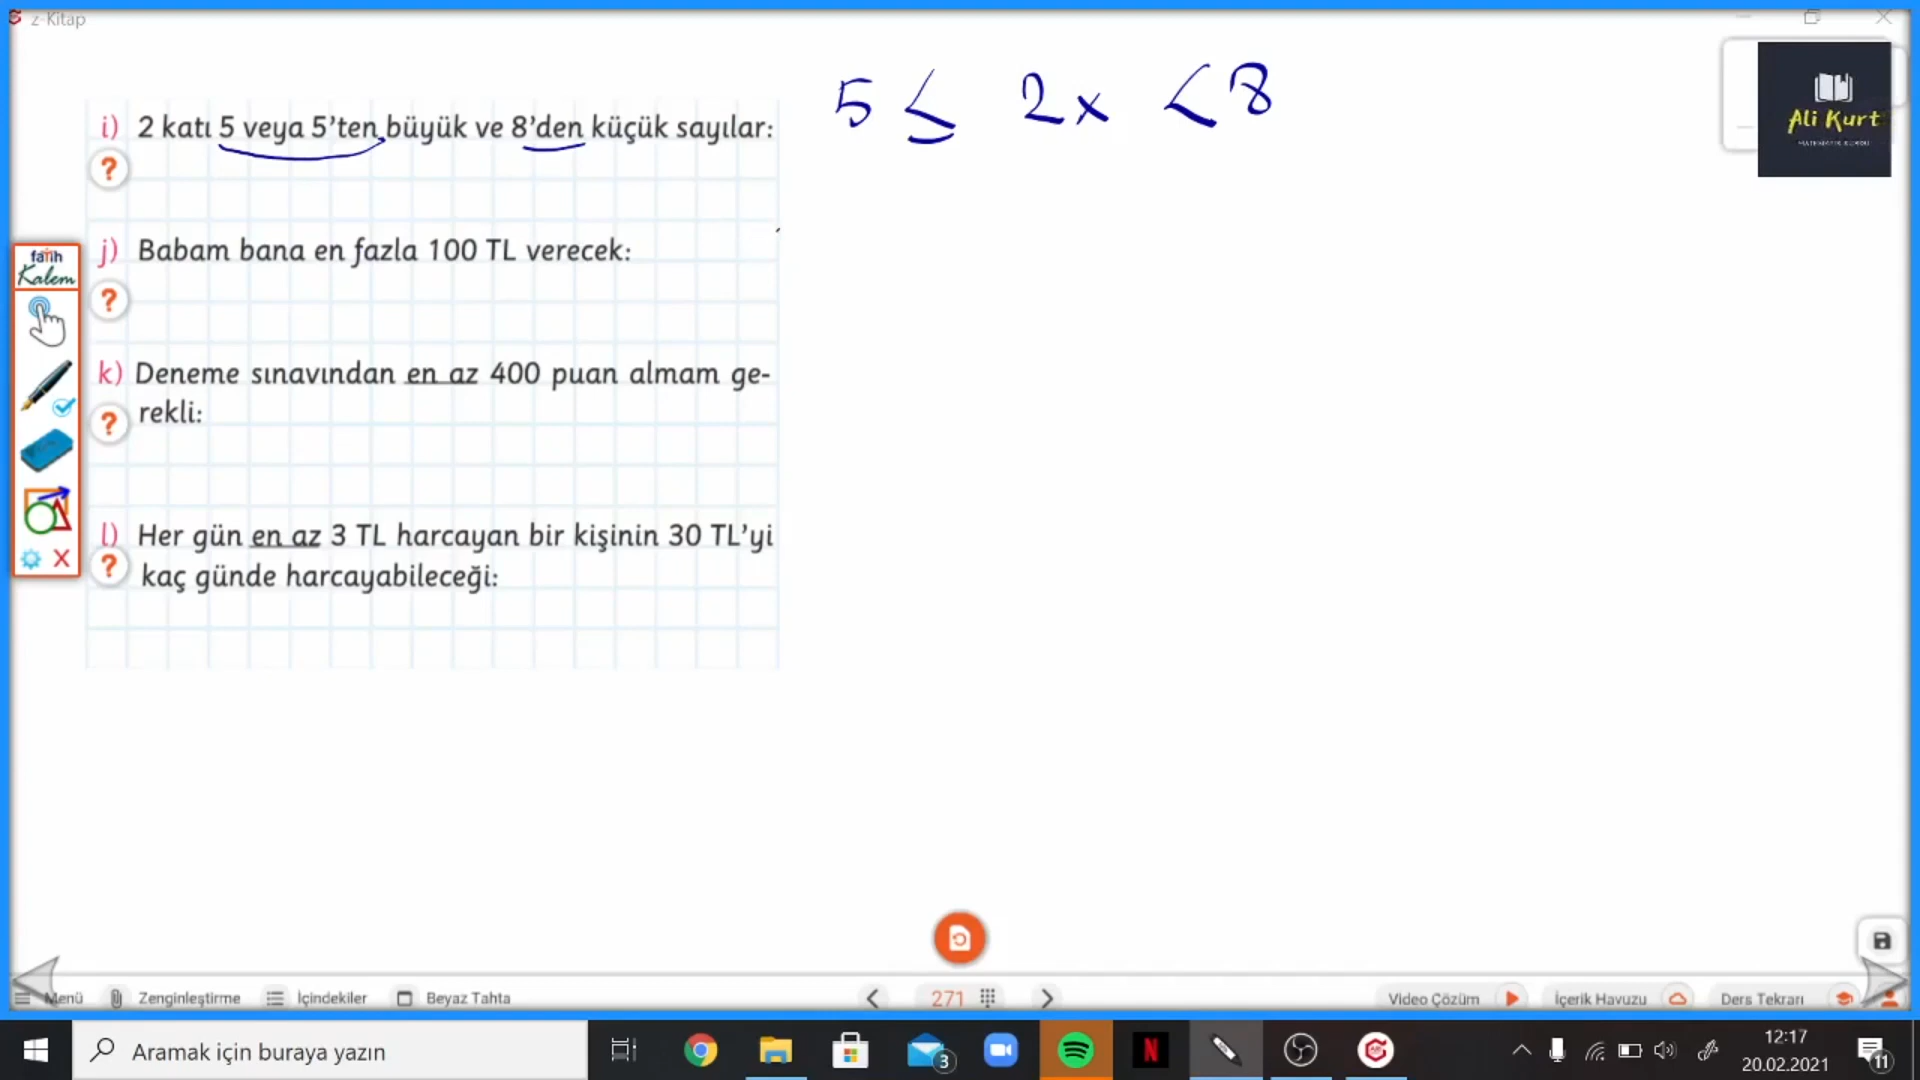 z-Kitap
5 ≤ 2x < 8
Ali Kurt
i) 2 katı 5 veya 5'ten büyük ve 8'den küçük sayılar:
?
fatih
Kalem
j) Babam bana en fazla 100 TL verecek:
?
k) Deneme sınavından en az 400 puan almam ge-
rekli:
?
l) Her gün en az 3 TL harcayan bir kişinin 30 TL'yi
kaç günde harcayabileceği:
?
Menü Zenginleştirme İçindekiler Beyaz Tahta 271 Video Çözüm İçerik Havuzu Ders Tekrarı
Aramak için buraya yazın
3
N
12:17
20.02.2021
11